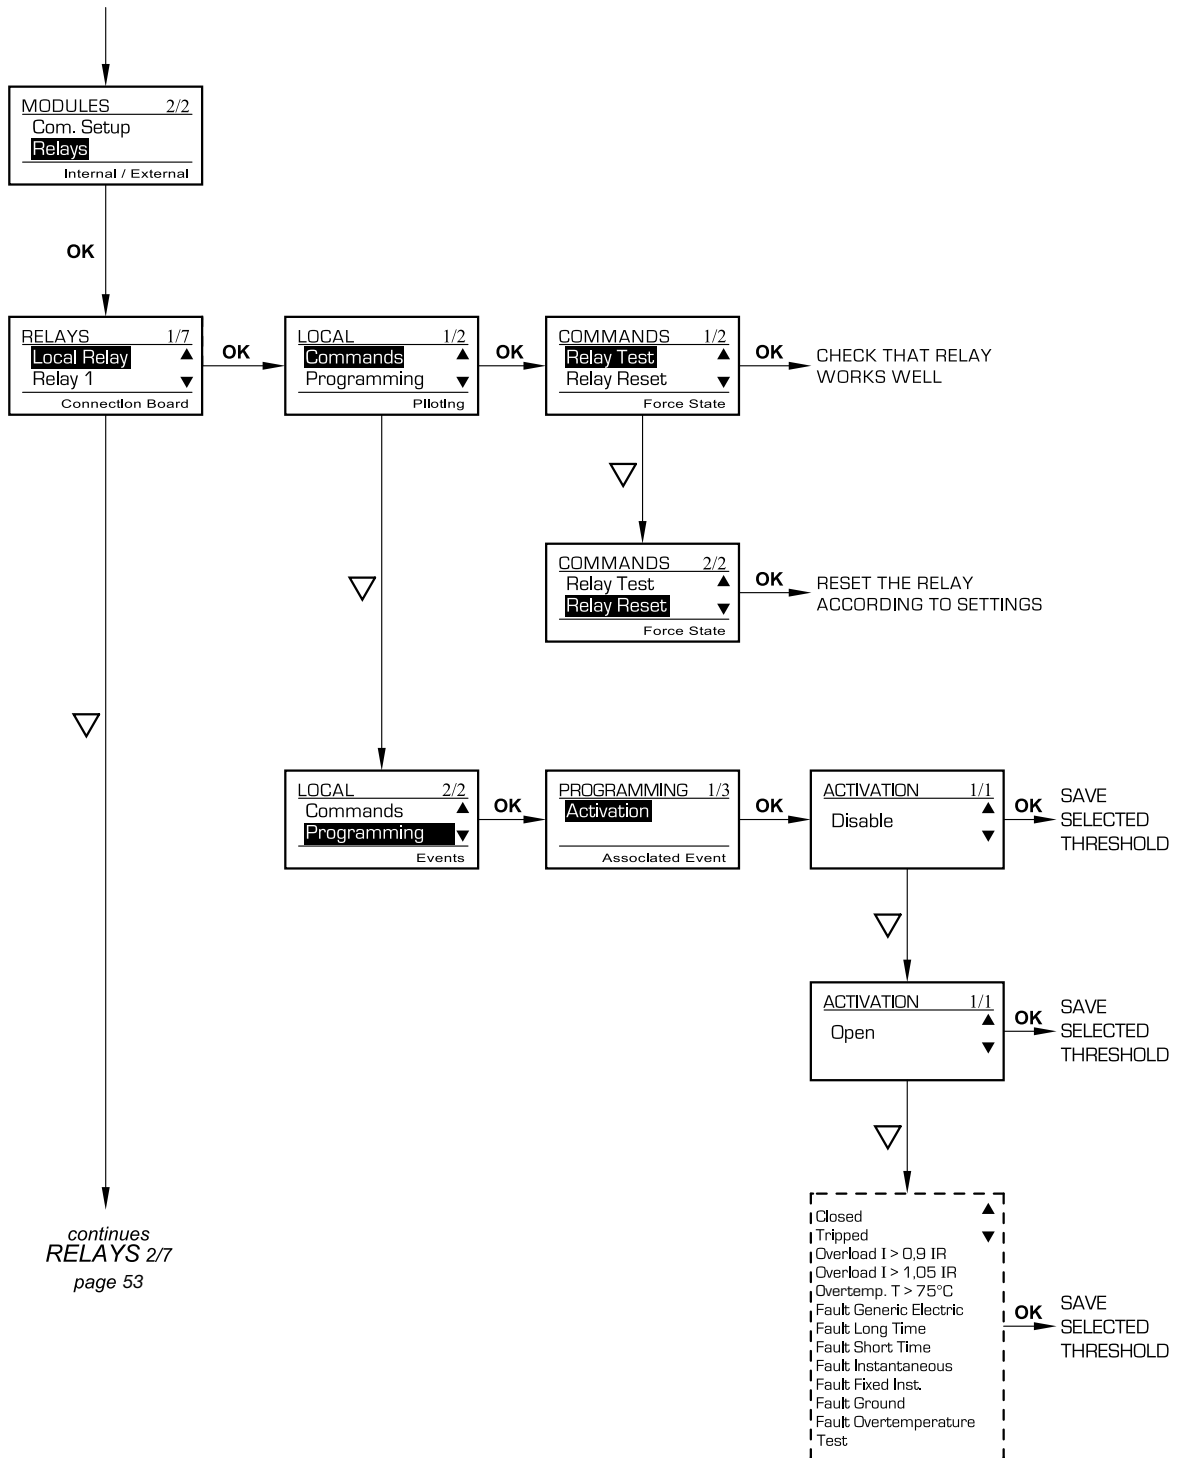 MODULES 2/2
Com. Setup
Relays
Internal / External
OK
RELAYS 1/7
Local Relay
Relay 1
Connection Board
OK
LOCAL 1/2
Commands
Programming
Piloting
OK
COMMANDS 1/2
Relay Test
Relay Reset
Force State
OK
CHECK THAT RELAY
WORKS WELL
COMMANDS 2/2
Relay Test
Relay Reset
Force State
OK
RESET THE RELAY
ACCORDING TO SETTINGS
LOCAL 2/2
Commands
Programming
Events
OK
PROGRAMMING 1/3
Activation
Associated Event
OK
ACTIVATION 1/1
Disable
OK
SAVE
SELECTED
THRESHOLD
ACTIVATION 1/1
Open
OK
SAVE
SELECTED
THRESHOLD
Closed
Tripped
Overload I > 0,9 IR
Overload I > 1,05 IR
Overtemp. T > 75°C
Fault Generic Electric
Fault Long Time
Fault Short Time
Fault Instantaneous
Fault Fixed Inst.
Fault Ground
Fault Overtemperature
Test
OK
SAVE
SELECTED
THRESHOLD
continues
RELAYS 2/7
page 53